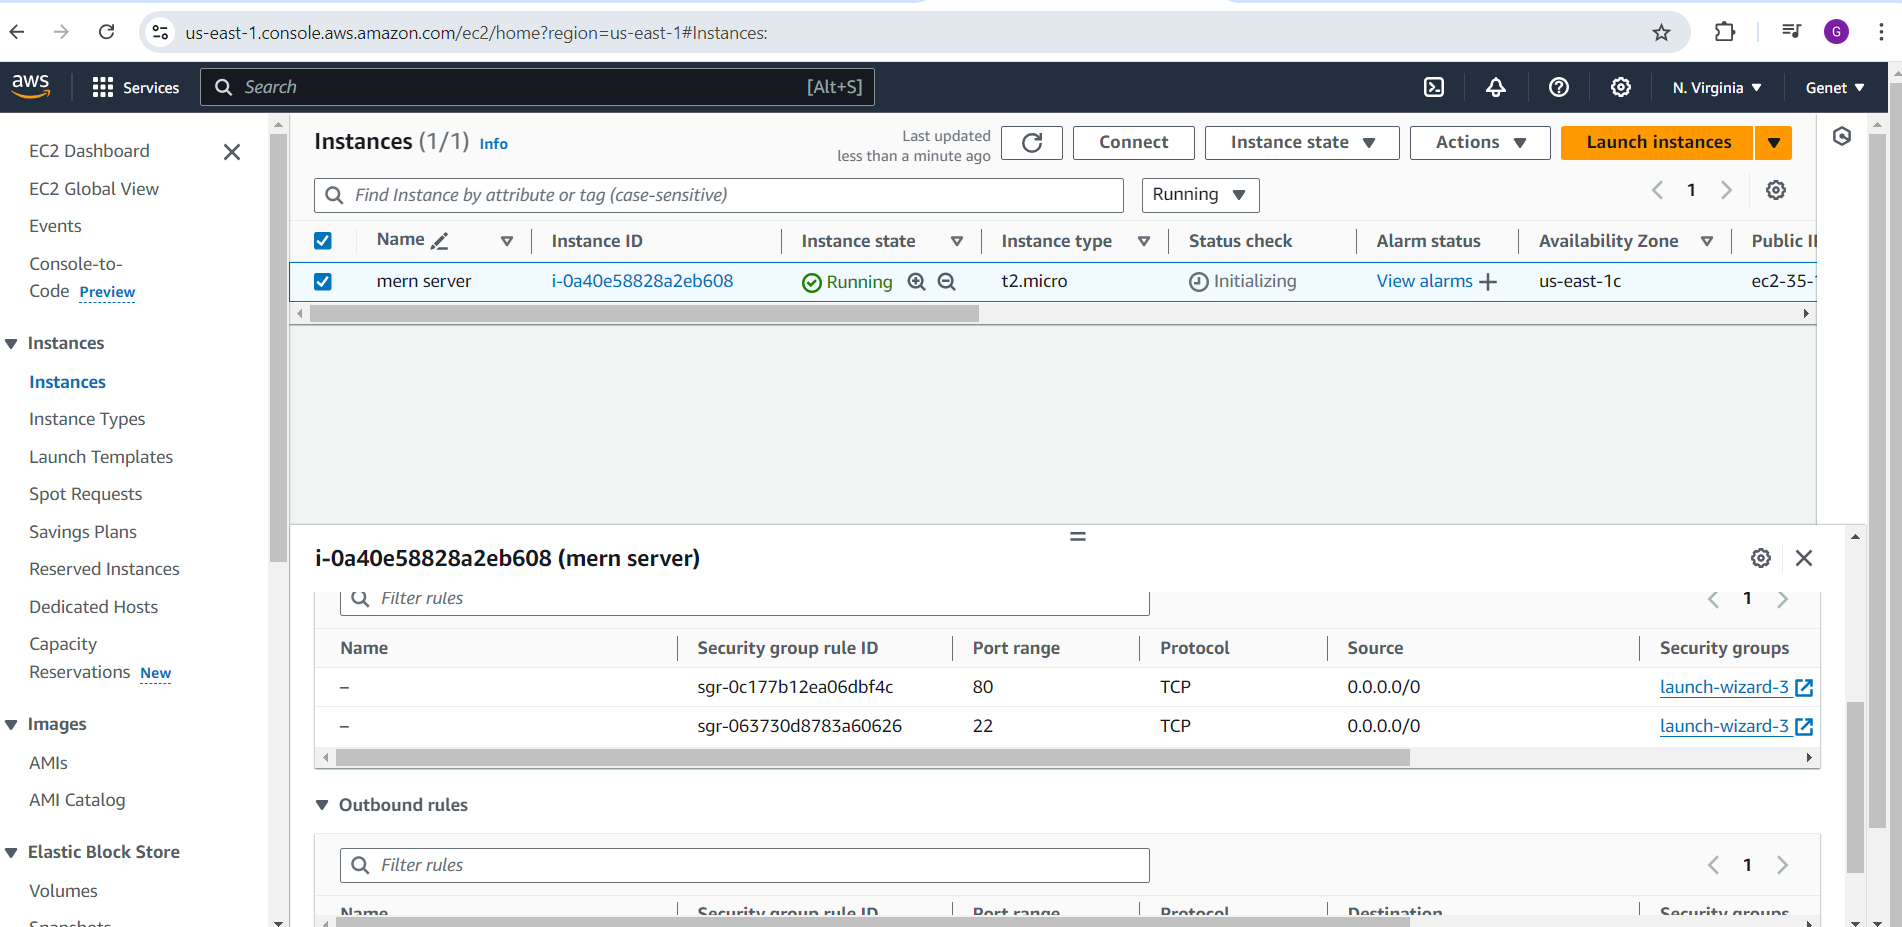 us-east-1.console.aws.amazon.com/ec2/home?region=us-east-1#Instances:
G
aws
Services
Search
[Alt+S]
N. Virginia
Genet
EC2 Dashboard
EC2 Global View
Events
Console-to-
Code Preview
Instances
Instances
Instance Types
Launch Templates
Spot Requests
Savings Plans
Reserved Instances
Dedicated Hosts
Capacity
Reservations New
Images
AMIs
AMI Catalog
Elastic Block Store
Volumes
Snapshots
Instances (1/1) Info
Last updated
less than a minute ago
Connect
Instance state
Actions
Launch instances
Find Instance by attribute or tag (case-sensitive)
Running
1
Name Instance ID Instance state Instance type Status check Alarm status Availability Zone Public I
mern server i-0a40e58828a2eb608 Running t2.micro Initializing View alarms + us-east-1c ec2-35-
i-0a40e58828a2eb608 (mern server)
Filter rules
1
Name Security group rule ID Port range Protocol Source Security groups
– sgr-0c177b12ea06dbf4c 80 TCP 0.0.0.0/0 launch-wizard-3
– sgr-063730d8783a60626 22 TCP 0.0.0.0/0 launch-wizard-3
Outbound rules
Filter rules
1
Name Security group rule ID Port range Protocol Destination Security groups